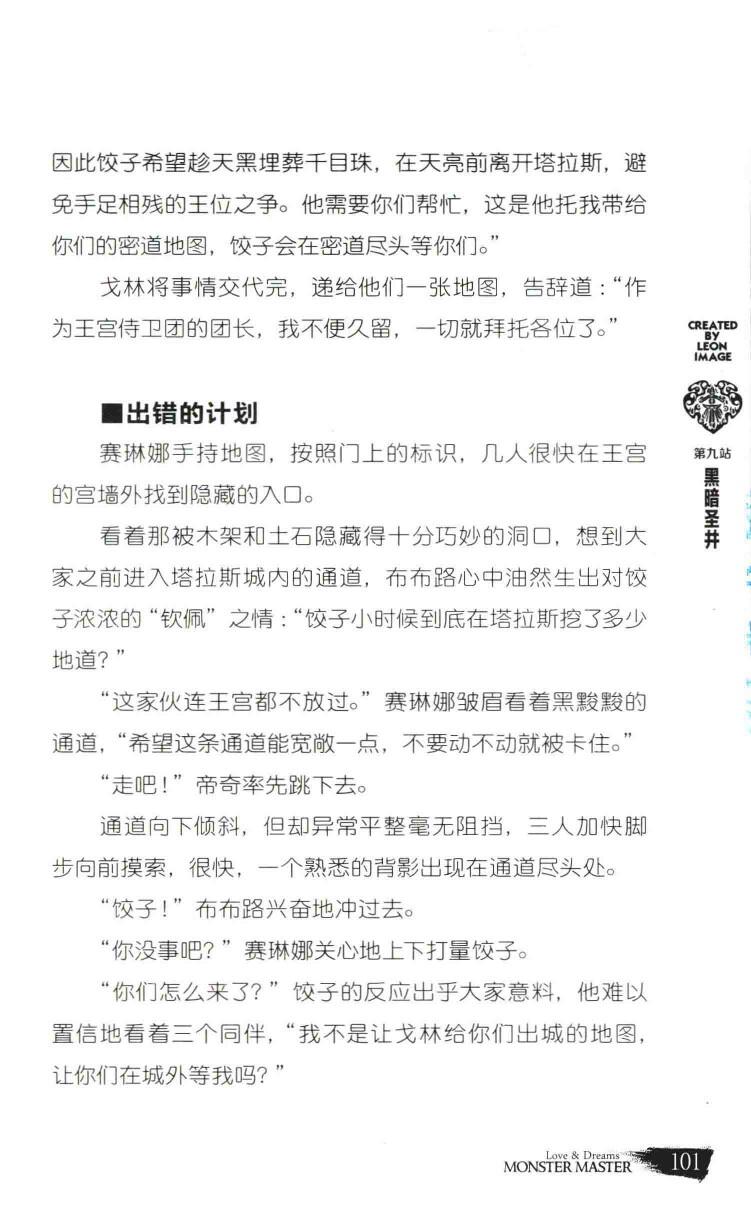 因此饺子希望趁天黑埋葬千目珠，在天亮前离开塔拉斯，避
免手足相残的王位之争。他需要你们帮忙，这是他托我带给
你们的密道地图，饺子会在密道尽头等你们。”
戈林将事情交代完，递给他们一张地图，告辞道：“作
为王宫侍卫团的团长，我不便久留，一切就拜托各位了。”
■出错的计划
赛琳娜手持地图，按照门上的标识，几人很快在王宫
的宫墙外找到隐藏的入口。
看着那被木架和土石隐藏得十分巧妙的洞口，想到大
家之前进入塔拉斯城内的通道，布布路心中油然生出对饺
子浓浓的“钦佩”之情：“饺子小时候到底在塔拉斯挖了多少
地道？”
“这家伙连王宫都不放过。”赛琳娜皱眉看着黑黢黢的
通道，“希望这条通道能宽敞一点，不要动不动就被卡住。”
“走吧！”帝奇率先跳下去。
通道向下倾斜，但却异常平整毫无阻挡，三人加快脚
步向前摸索，很快，一个熟悉的背影出现在通道尽头处。
“饺子！”布布路兴奋地冲过去。
“你没事吧？”赛琳娜关心地上下打量饺子。
“你们怎么来了？”饺子的反应出乎大家意料，他难以
置信地看着三个同伴，“我不是让戈林给你们出城的地图，
让你们在城外等我吗？”
CREATED
BY
LEON
IMAGE
第九站
黑暗圣井
Love & Dreams
MONSTER MASTER
101